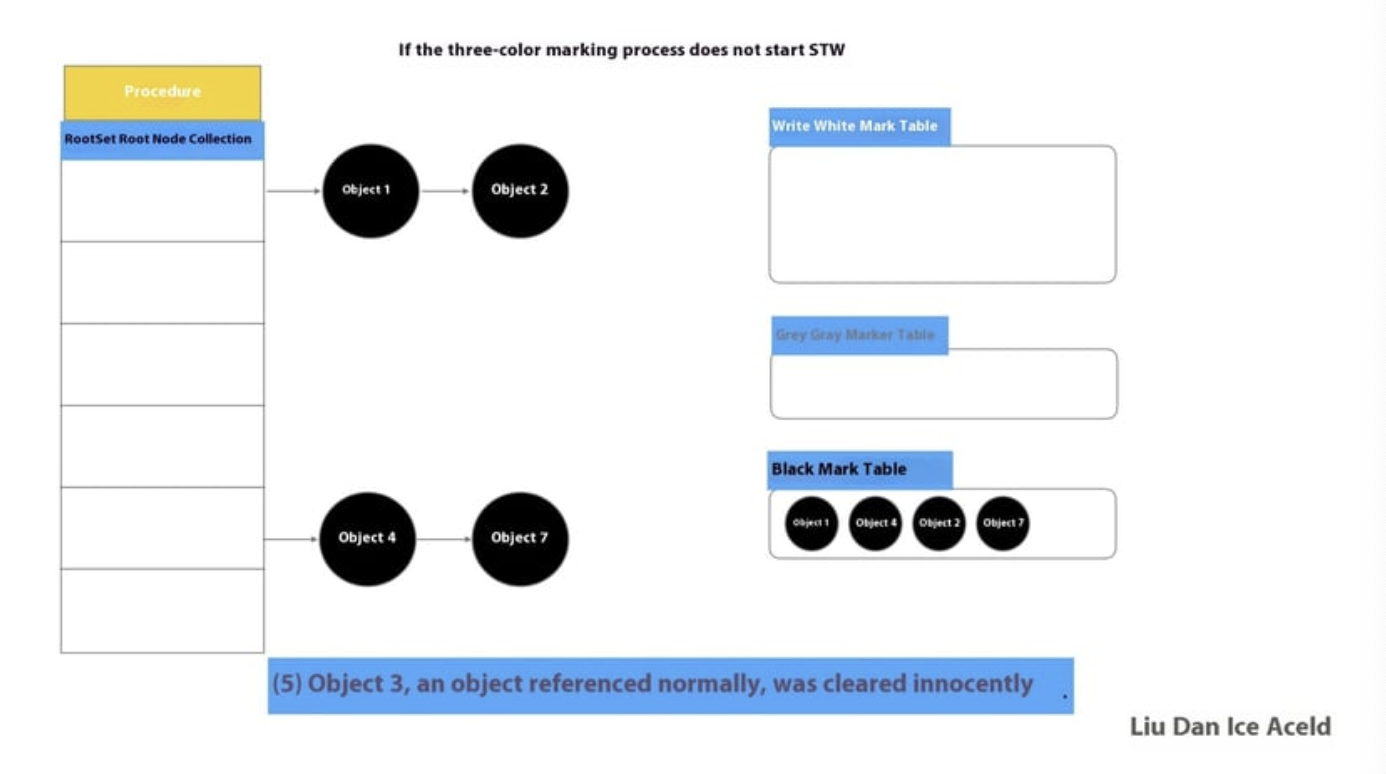 If the three-color marking process does not start STW
Procedure
RootSet Root Node Collection
Object 1
Object 2
Object 4
Object 7
Write White Mark Table
Grey Gray Marker Table
Black Mark Table
Object 1
Object 4
Object 2
Object 7
(5) Object 3, an object referenced normally, was cleared innocently .
Liu Dan Ice Aceld